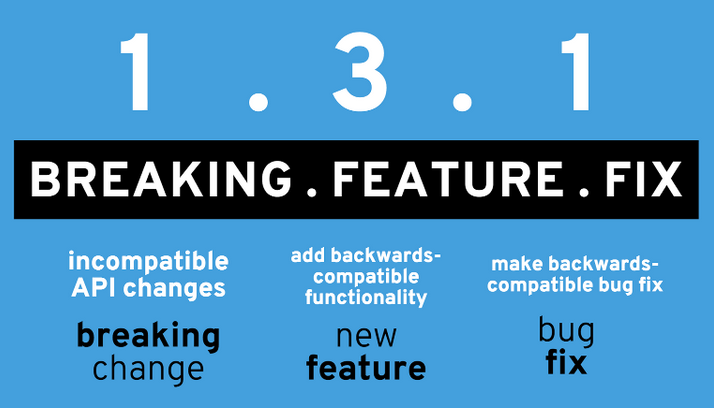 1 . 3 . 1
BREAKING . FEATURE . FIX
incompatible
API changes
breaking
change
add backwards-
compatible
functionality
new
feature
make backwards-
compatible bug fix
bug
fix